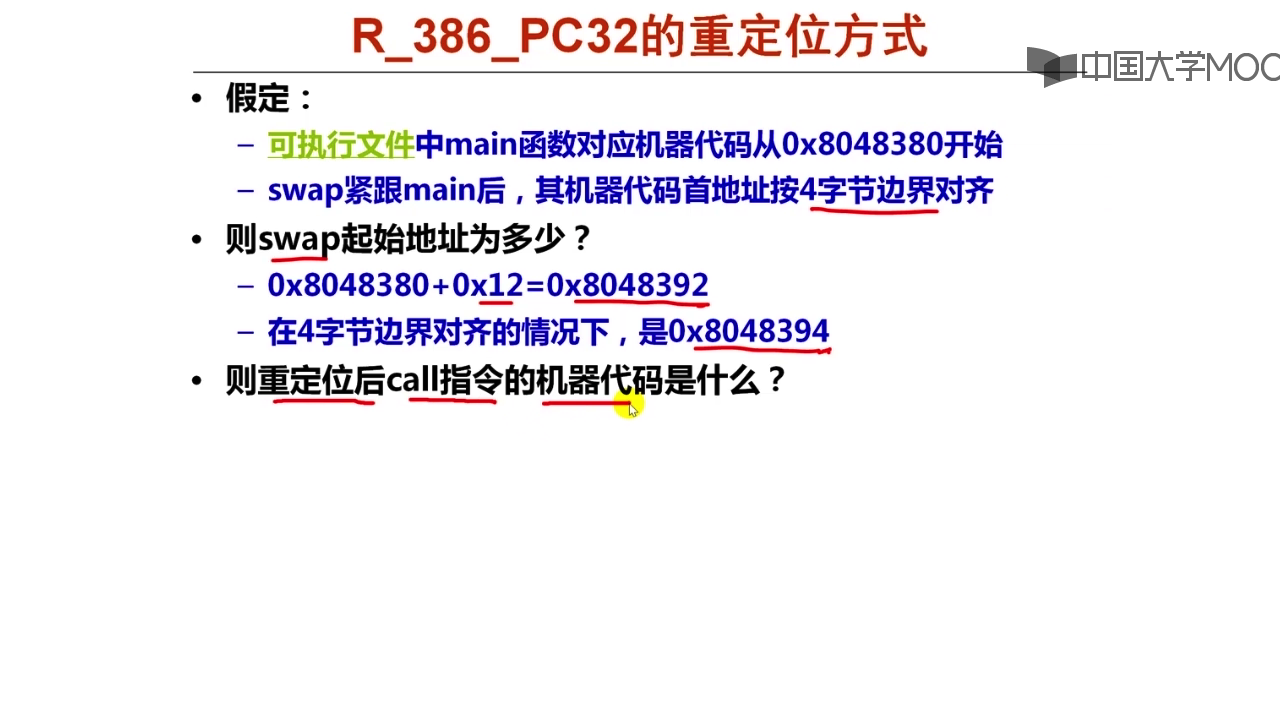 R_386_PC32的重定位方式
中国大学MOO
• 假定：
– 可执行文件中main函数对应机器代码从0x8048380开始
– swap紧跟main后，其机器代码首地址按4字节边界对齐
• 则swap起始地址为多少？
– 0x8048380+0x12=0x8048392
– 在4字节边界对齐的情况下，是0x8048394
• 则重定位后call指令的机器代码是什么？